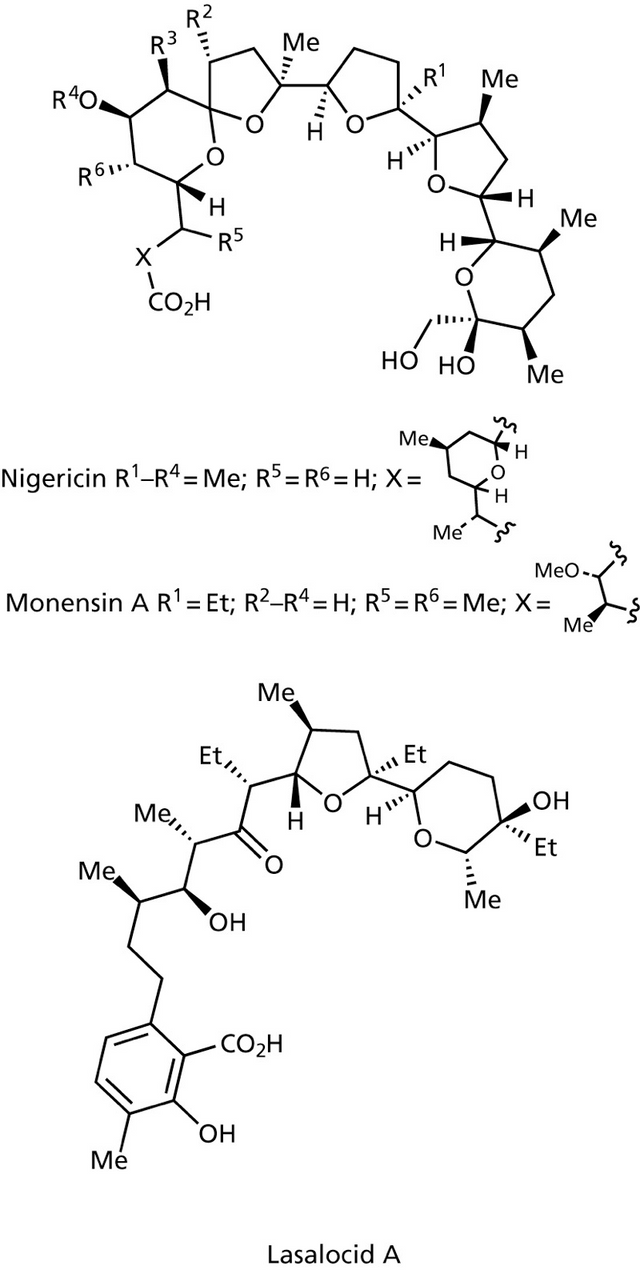 R²
R³
Me
R⁴O
R¹
Me
O
H
O
O
H
R⁶
H
O
H
R⁵
Me
X
H
O
CO₂H
HO
HO
Me
Me
H
Nigericin R¹–R⁴ = Me; R⁵ = R⁶ = H; X =
O
H
Me
MeO
Monensin A R¹ = Et; R²–R⁴ = H; R⁵ = R⁶ = Me; X =
Me
Me
Et
Et
OH
O
H
H
Me
O
Et
O
Me
Me
OH
CO₂H
OH
Me
Lasalocid A